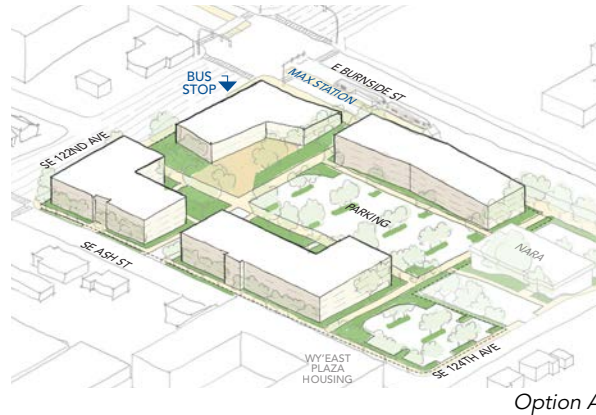 BUS
STOP
E BURNSIDE ST
MAX STATION
SE 122ND AVE
PARKING
NARA
SE ASH ST
WY'EAST
PLAZA
HOUSING
SE 124TH AVE
Option A